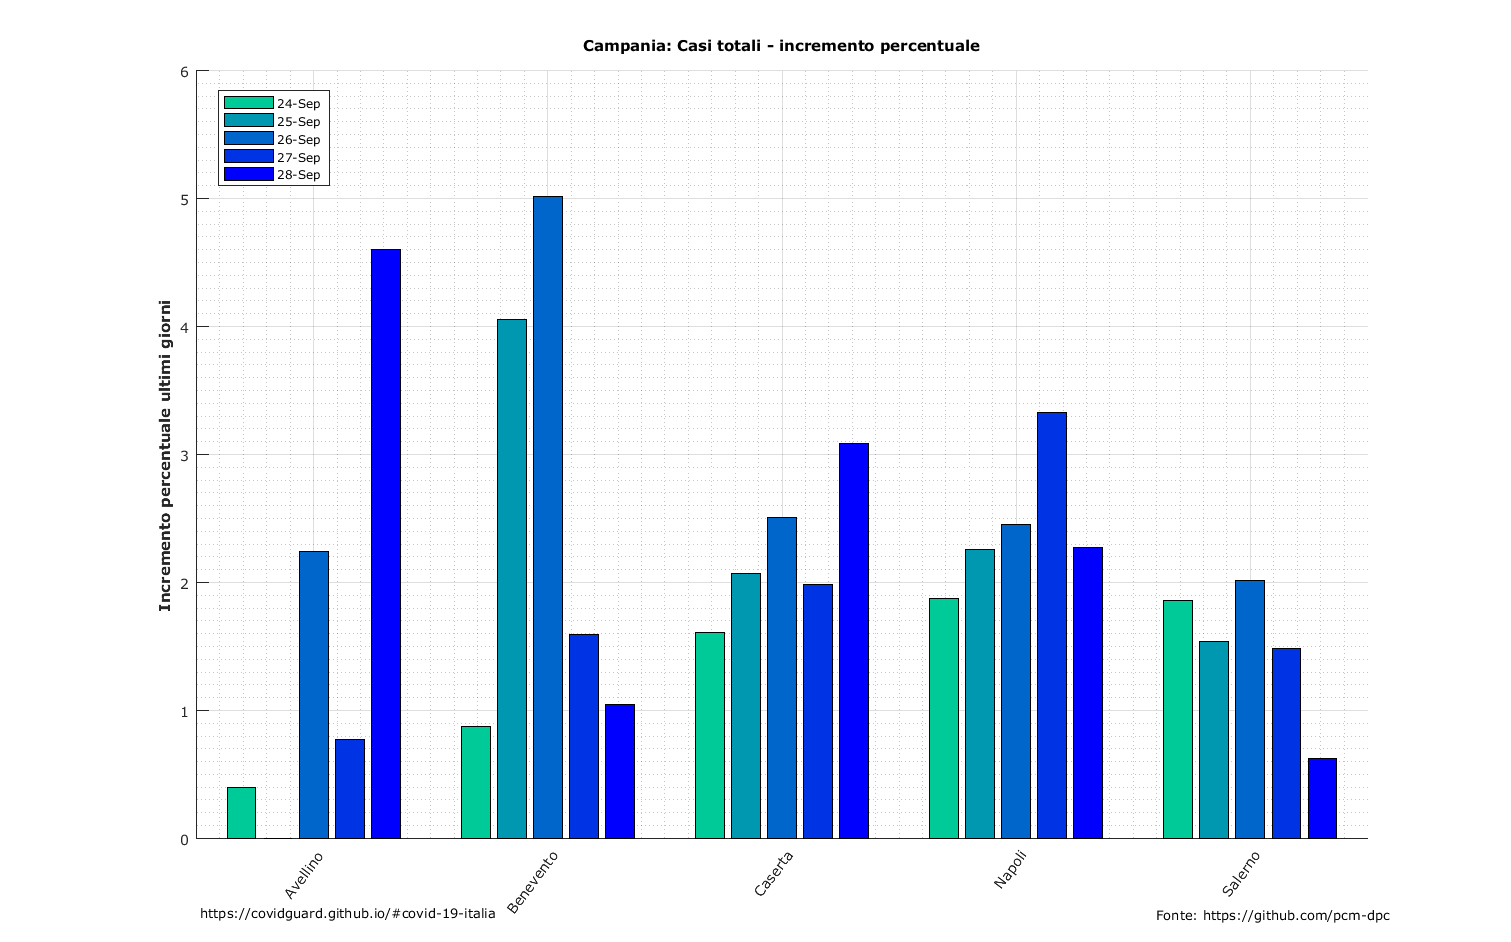 Campania: Casi totali - incremento percentuale
6
5
4
3
2
1
0
Incremento percentuale ultimi giorni
24-Sep
25-Sep
26-Sep
27-Sep
28-Sep
Avellino
Benevento
Caserta
Napoli
Salerno
https://covidguard.github.io/#covid-19-italia
Fonte: https://github.com/pcm-dpc